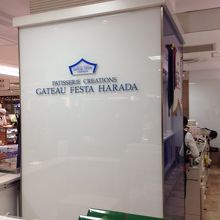 PATISSERIE CREATIONS
GATEAU FESTA HARADA